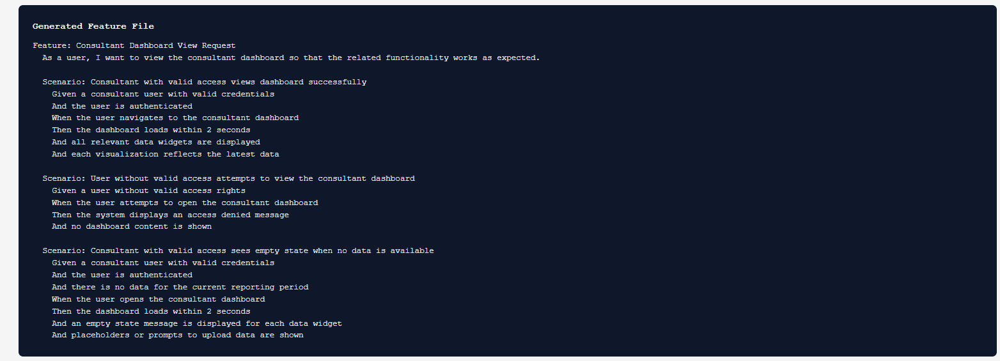 Generated Feature File
Feature: Consultant Dashboard View Request
As a user, I want to view the consultant dashboard so that the related functionality works as expected.
Scenario: Consultant with valid access views dashboard successfully
Given a consultant user with valid credentials
And the user is authenticated
When the user navigates to the consultant dashboard
Then the dashboard loads within 2 seconds
And all relevant data widgets are displayed
And each visualization reflects the latest data
Scenario: User without valid access attempts to view the consultant dashboard
Given a user without valid access rights
When the user attempts to open the consultant dashboard
Then the system displays an access denied message
And no dashboard content is shown
Scenario: Consultant with valid access sees empty state when no data is available
Given a consultant user with valid credentials
And the user is authenticated
And there is no data for the current reporting period
When the user opens the consultant dashboard
Then the dashboard loads within 2 seconds
And an empty state message is displayed for each data widget
And placeholders or prompts to upload data are shown